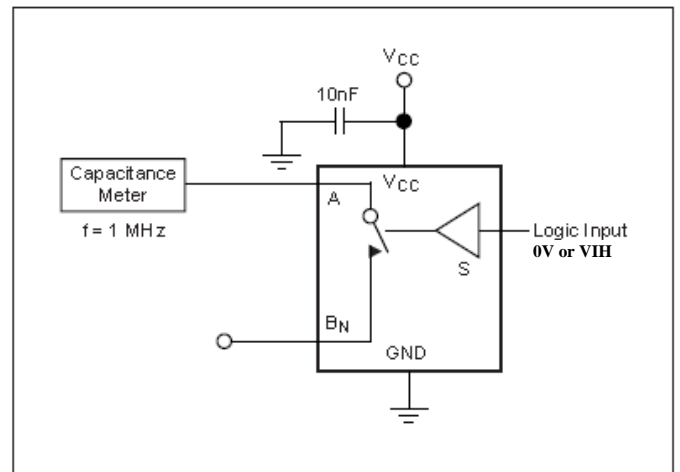 VCC
10nF
Capacitance
Meter
f = 1 MHz
VCC
A
Logic Input
0V or VIH
S
BN
GND